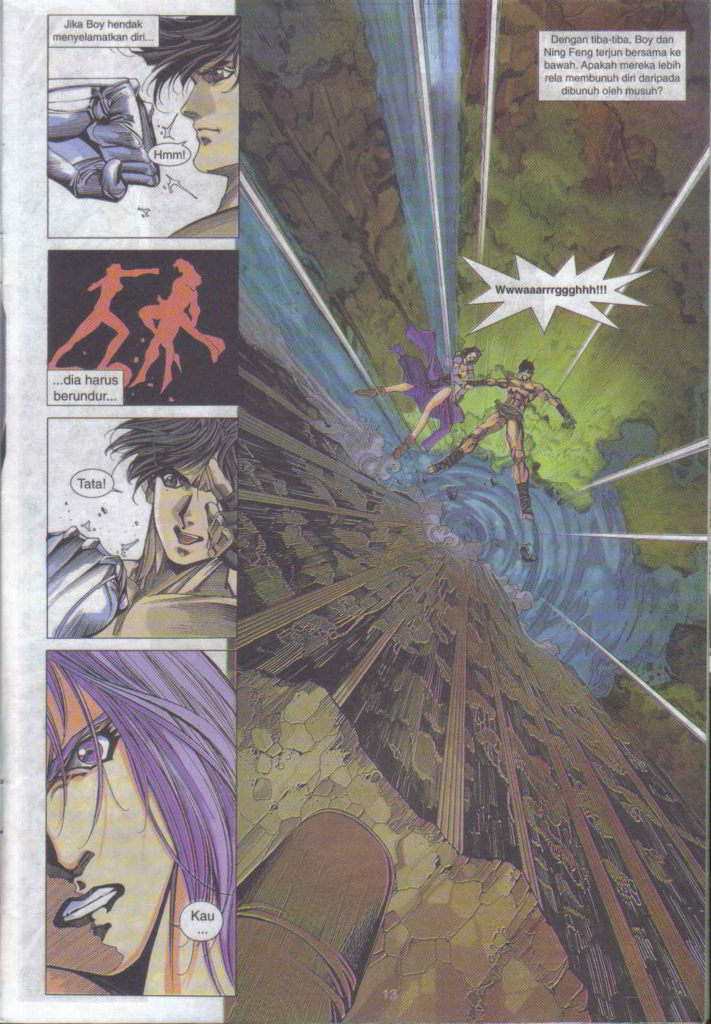 Jika Boy hendak
menyelamatkan diri...
Hmm!
...dia harus
berundur...
Tata!
Kau
...
Dengan tiba-tiba, Boy dan
Ning Feng terjun bersama ke
bawah. Apakah mereka lebih
rela membunuh diri daripada
dibunuh oleh musuh?
Wwwaaarrrggghhh!!!
13